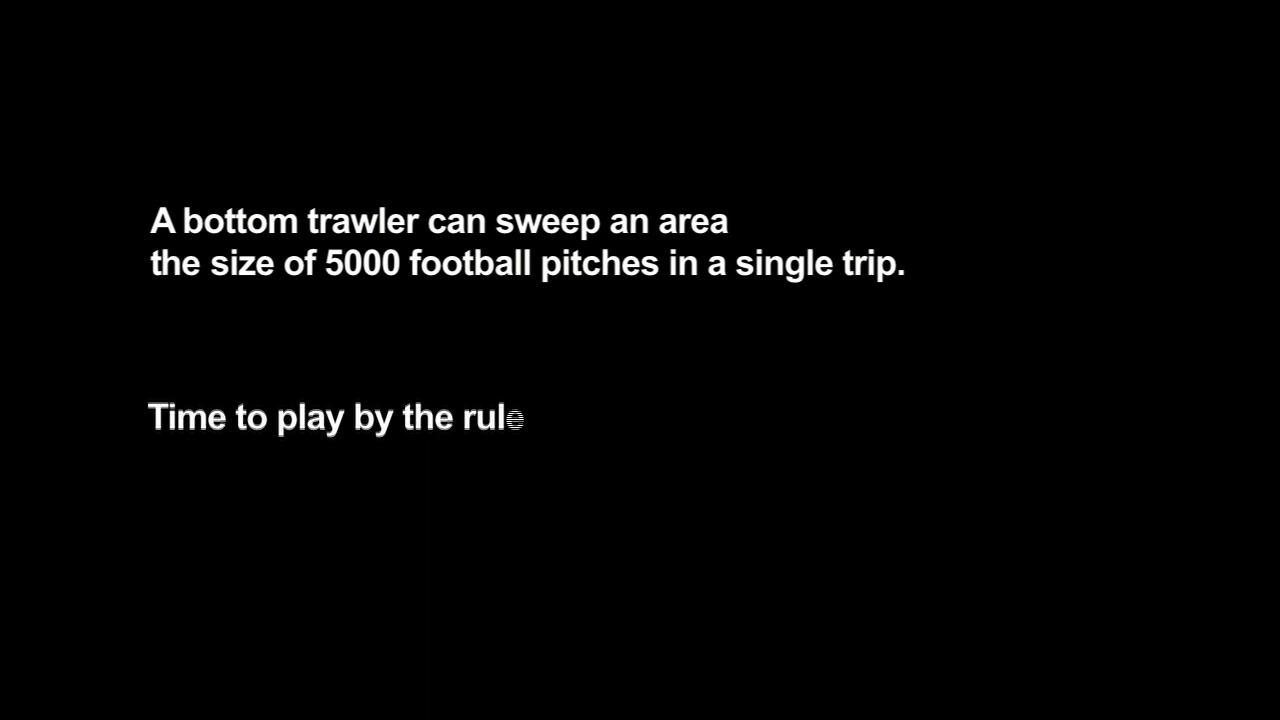 A bottom trawler can sweep an area
the size of 5000 football pitches in a single trip.
Time to play by the rule